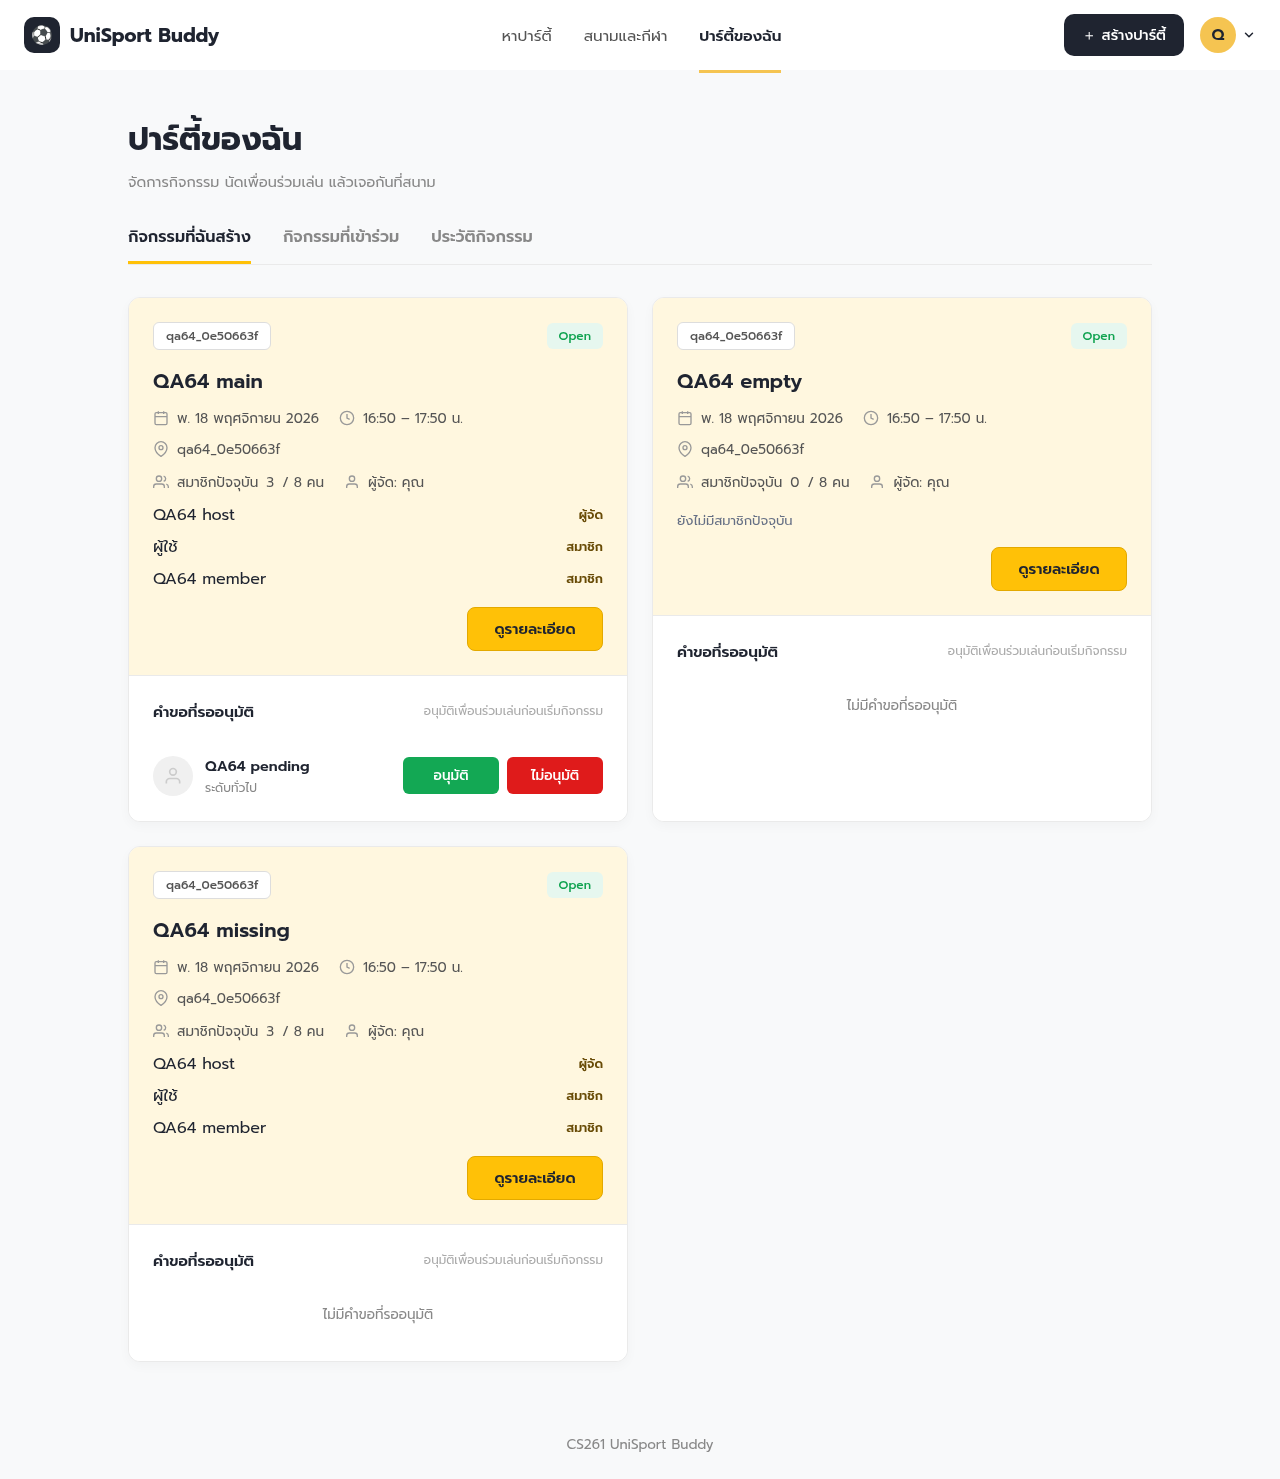 UniSport Buddy
หาปาร์ตี้
สนามและกีฬา
ปาร์ตี้ของฉัน
+ สร้างปาร์ตี้
Q
ปาร์ตี้ของฉัน
จัดการกิจกรรม นัดเพื่อนร่วมเล่น แล้วเจอกันที่สนาม
กิจกรรมที่ฉันสร้าง
กิจกรรมที่เข้าร่วม
ประวัติกิจกรรม
qa64_0e50663f
Open
QA64 main
พ. 18 พฤศจิกายน 2026
16:50 – 17:50 น.
qa64_0e50663f
สมาชิกปัจจุบัน 3 / 8 คน
ผู้จัด: คุณ
QA64 host
ผู้จัด
ผู้ใช้
สมาชิก
QA64 member
สมาชิก
ดูรายละเอียด
คำขอที่รออนุมัติ
อนุมัติเพื่อนร่วมเล่นก่อนเริ่มกิจกรรม
QA64 pending
ระดับทั่วไป
อนุมัติ
ไม่อนุมัติ
qa64_0e50663f
Open
QA64 empty
พ. 18 พฤศจิกายน 2026
16:50 – 17:50 น.
qa64_0e50663f
สมาชิกปัจจุบัน 0 / 8 คน
ผู้จัด: คุณ
ยังไม่มีสมาชิกปัจจุบัน
ดูรายละเอียด
คำขอที่รออนุมัติ
อนุมัติเพื่อนร่วมเล่นก่อนเริ่มกิจกรรม
ไม่มีคำขอที่รออนุมัติ
qa64_0e50663f
Open
QA64 missing
พ. 18 พฤศจิกายน 2026
16:50 – 17:50 น.
qa64_0e50663f
สมาชิกปัจจุบัน 3 / 8 คน
ผู้จัด: คุณ
QA64 host
ผู้จัด
ผู้ใช้
สมาชิก
QA64 member
สมาชิก
ดูรายละเอียด
คำขอที่รออนุมัติ
อนุมัติเพื่อนร่วมเล่นก่อนเริ่มกิจกรรม
ไม่มีคำขอที่รออนุมัติ
CS261 UniSport Buddy